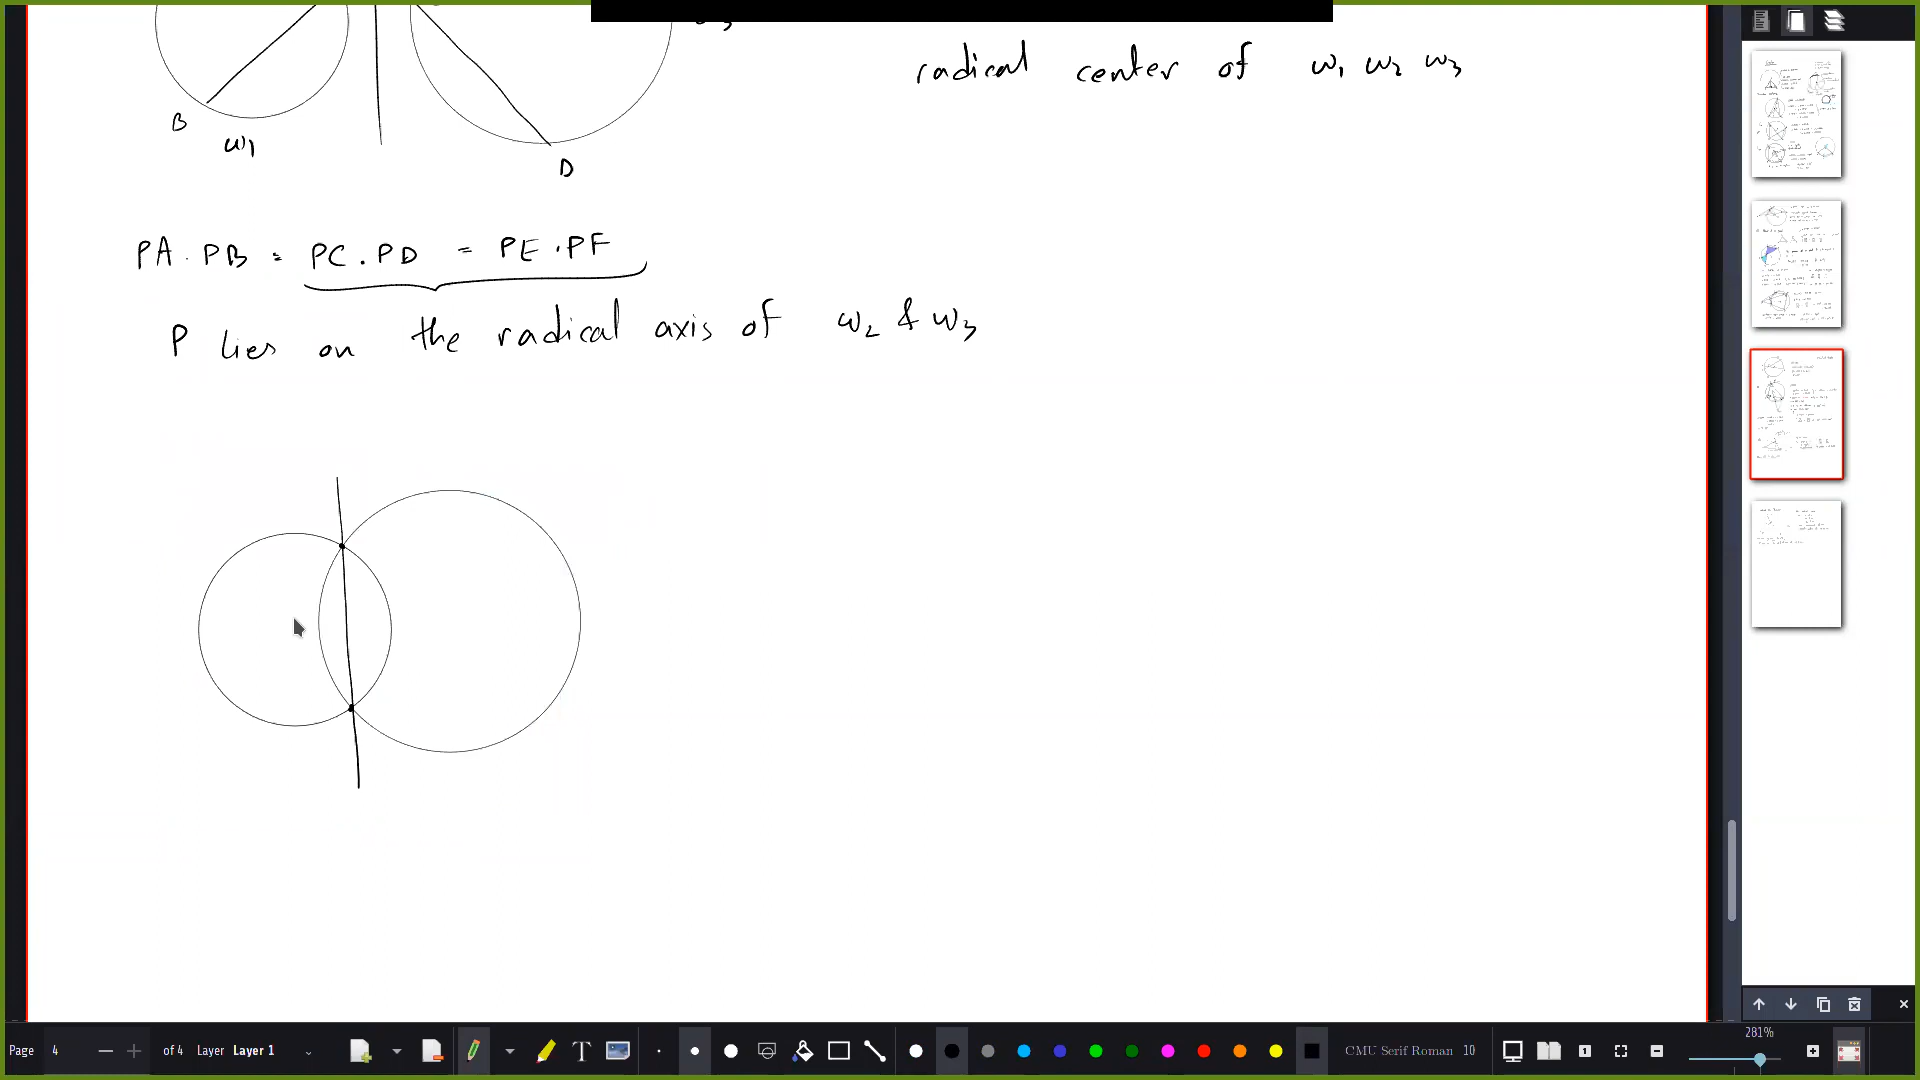 radical center of ω1 ω2 ω3
B
ω1
D
PA . PB = PC . PD = PE . PF
P lies on the radical axis of ω2 & ω3
Page 4 of 4 Layer Layer 1
CMU Serif Roman 10
281%